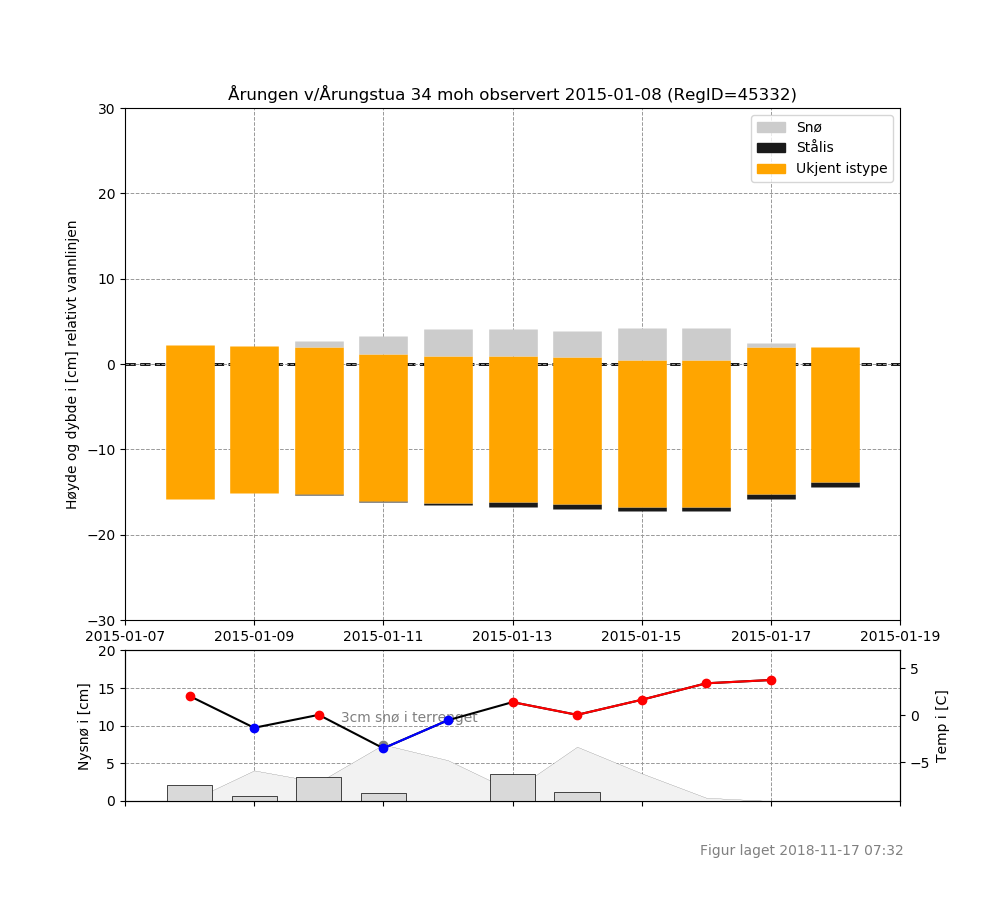 Årungen v/Årungstua 34 moh observert 2015-01-08 (RegID=45332)
Snø
Stålis
Ukjent istype
Høyde og dybde i [cm] relativt vannlinjen
30
20
10
0
−10
−20
−30
2015-01-07 2015-01-09 2015-01-11 2015-01-13 2015-01-15 2015-01-17 2015-01-19
Nysnø i [cm]
20
15
10
5
0
3cm snø i terrenget
5
0
−5
Temp i [C]
Figur laget 2018-11-17 07:32